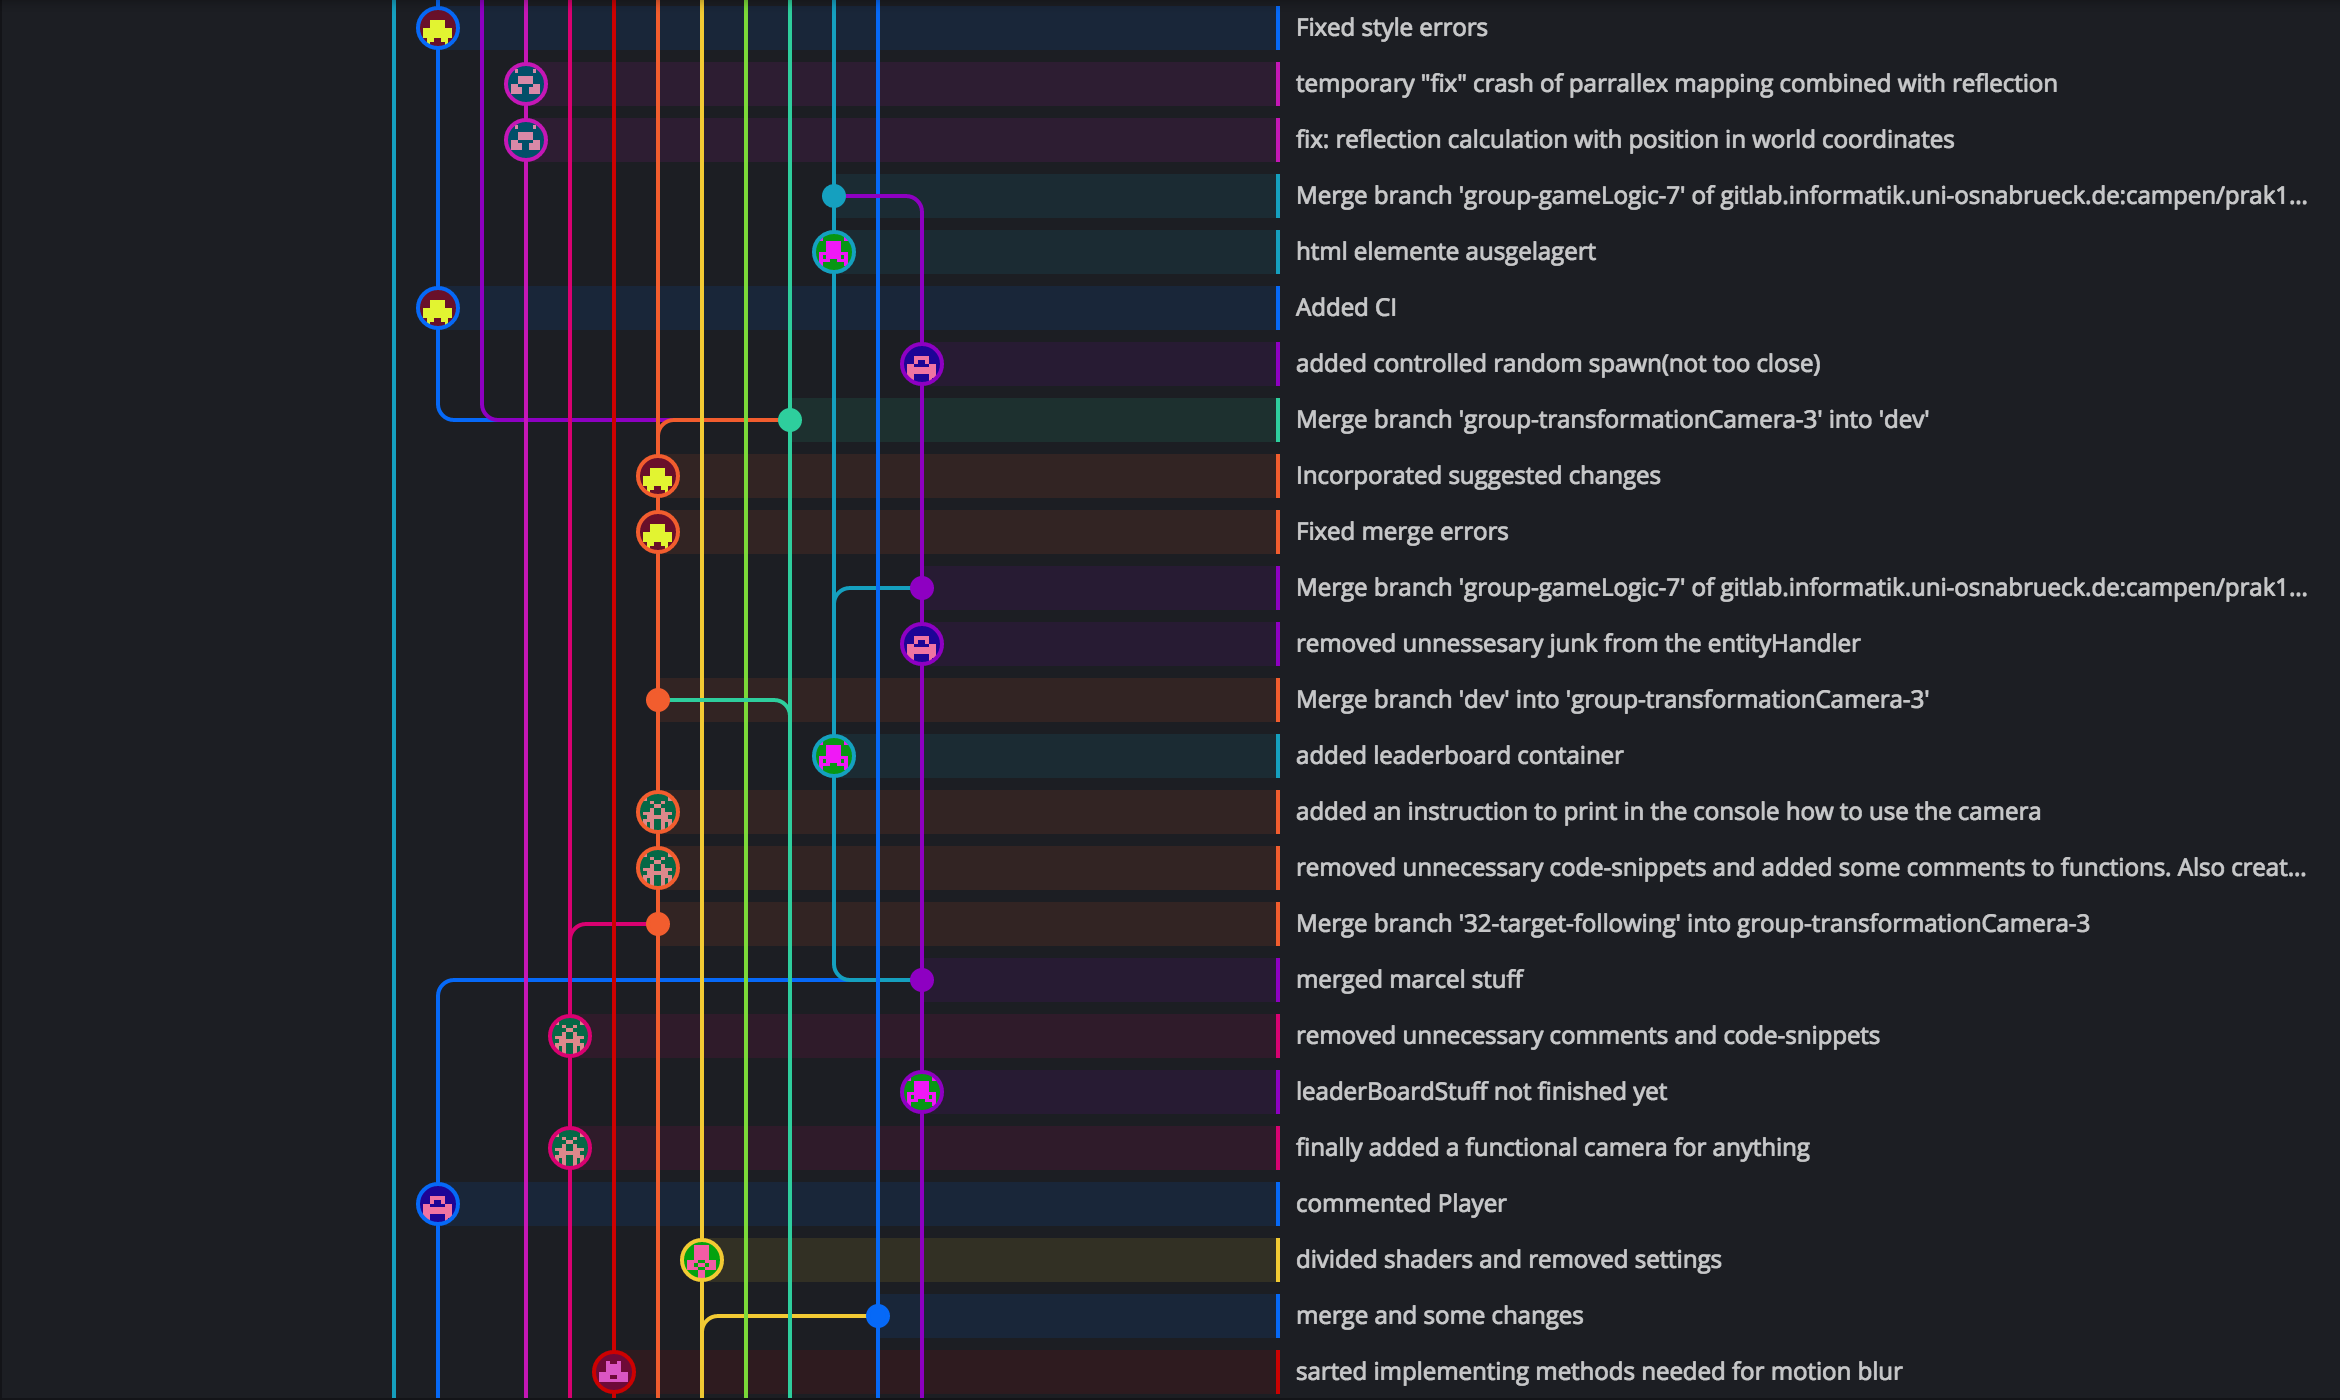 Fixed style errors
temporary "fix" crash of parrallex mapping combined with reflection
fix: reflection calculation with position in world coordinates
Merge branch 'group-gameLogic-7' of gitlab.informatik.uni-osnabrueck.de:campen/prak1...
html elemente ausgelagert
Added CI
added controlled random spawn(not too close)
Merge branch 'group-transformationCamera-3' into 'dev'
Incorporated suggested changes
Fixed merge errors
Merge branch 'group-gameLogic-7' of gitlab.informatik.uni-osnabrueck.de:campen/prak1...
removed unnessesary junk from the entityHandler
Merge branch 'dev' into 'group-transformationCamera-3'
added leaderboard container
added an instruction to print in the console how to use the camera
removed unnecessary code-snippets and added some comments to functions. Also creat...
Merge branch '32-target-following' into group-transformationCamera-3
merged marcel stuff
removed unnecessary comments and code-snippets
leaderBoardStuff not finished yet
finally added a functional camera for anything
commented Player
divided shaders and removed settings
merge and some changes
sarted implementing methods needed for motion blur